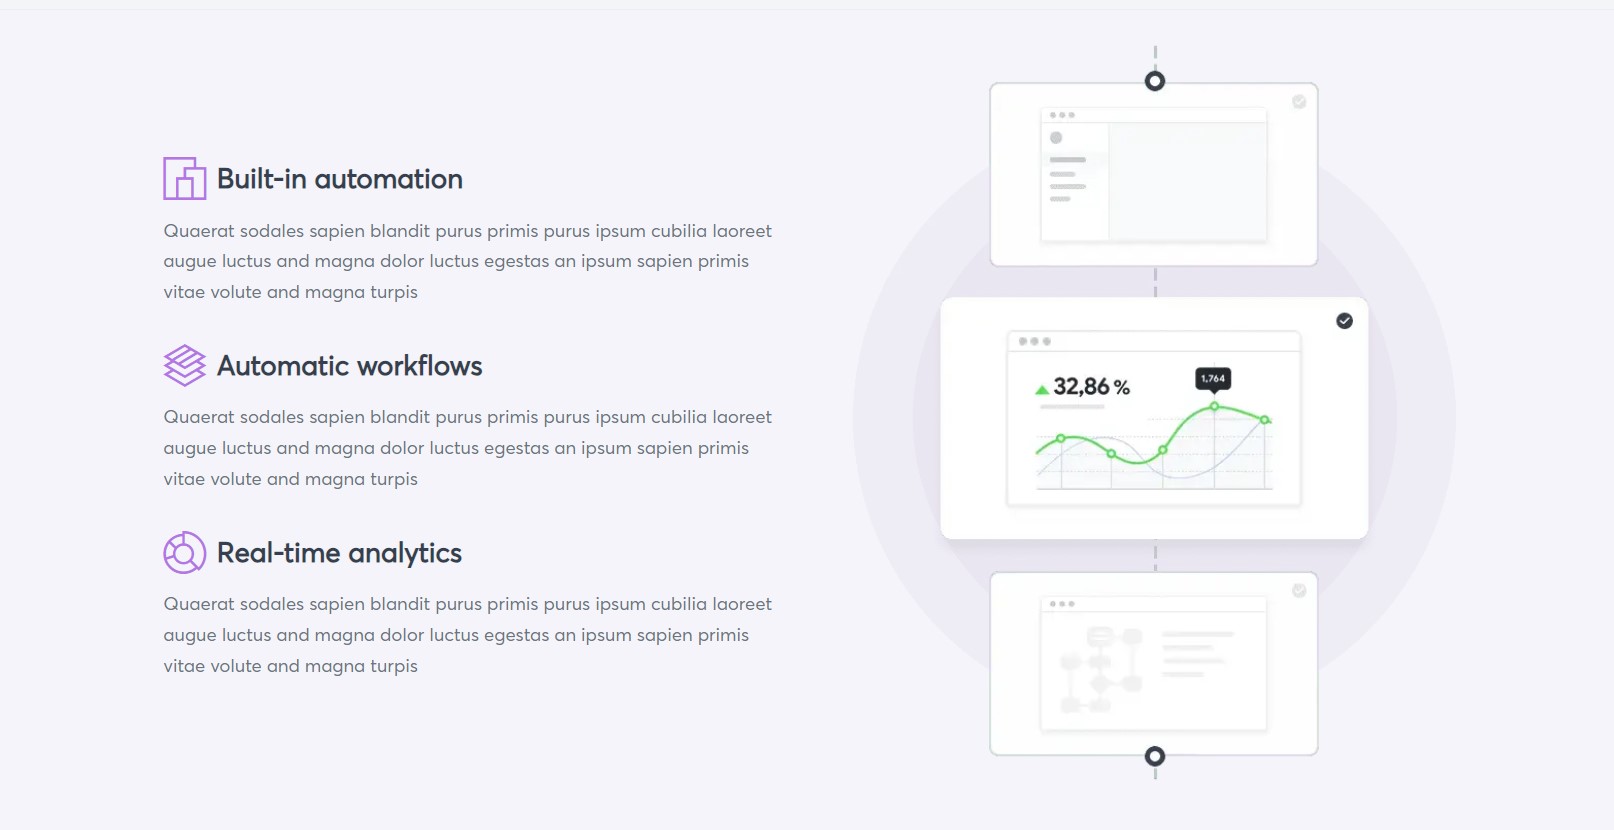 Built-in automation
Quaerat sodales sapien blandit purus primis purus ipsum cubilia laoreet
augue luctus and magna dolor luctus egestas an ipsum sapien primis
vitae volute and magna turpis
Automatic workflows
Quaerat sodales sapien blandit purus primis purus ipsum cubilia laoreet
augue luctus and magna dolor luctus egestas an ipsum sapien primis
vitae volute and magna turpis
Real-time analytics
Quaerat sodales sapien blandit purus primis purus ipsum cubilia laoreet
augue luctus and magna dolor luctus egestas an ipsum sapien primis
vitae volute and magna turpis
1,764
32,86 %